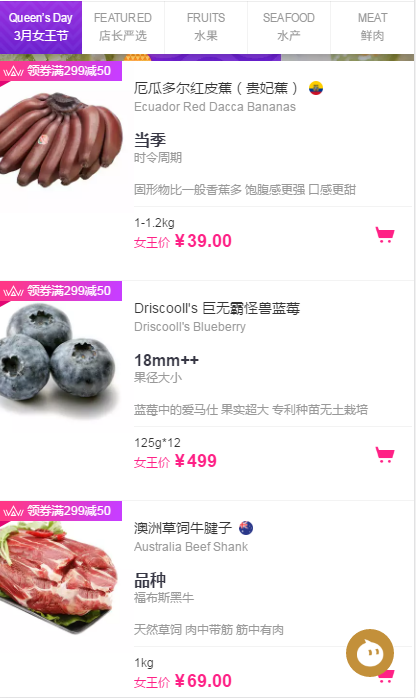 Queen's Day
3月女王节
FEATURED
店长严选
FRUITS
水果
SEAFOOD
水产
MEAT
鲜肉
领券满299减50
厄瓜多尔红皮蕉（贵妃蕉）
Ecuador Red Dacca Bananas
当季
时令周期
固形物比一般香蕉多 饱腹感更强 口感更甜
1-1.2kg
女王价 ¥39.00
领券满299减50
Driscooll's 巨无霸怪兽蓝莓
Driscooll's Blueberry
18mm++
果径大小
蓝莓中的爱马仕 果实超大 专利种苗无土栽培
125g*12
女王价 ¥499
领券满299减50
澳洲草饲牛腱子
Australia Beef Shank
品种
福布斯黑牛
天然草饲 肉中带筋 筋中有肉
1kg
女王价 ¥69.00